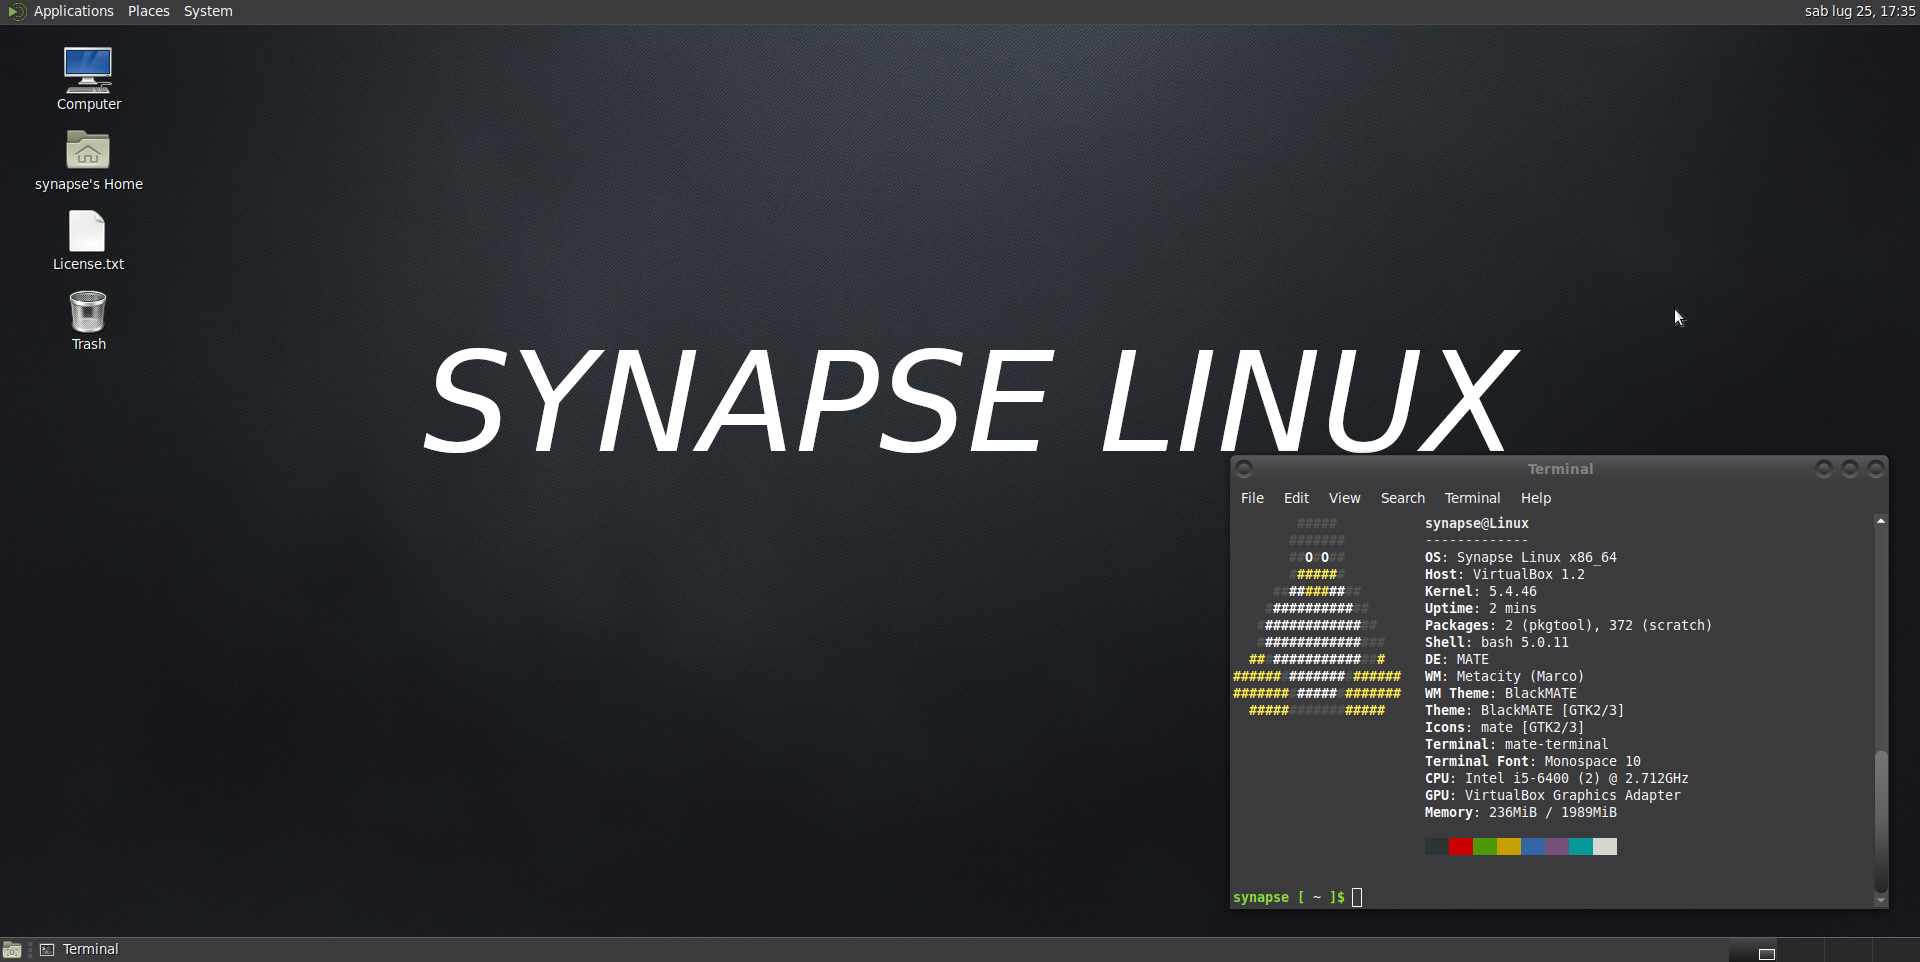 Applications Places System
sab lug 25, 17:35
Computer
synapse's Home
License.txt
Trash
SYNAPSE LINUX
Terminal
File Edit View Search Terminal Help
#####
#######
##O O##
#######
###########
############
###############
################
## ########### #
###### ####### ######
####### ##### #######
#################
synapse@Linux
-------------
OS: Synapse Linux x86_64
Host: VirtualBox 1.2
Kernel: 5.4.46
Uptime: 2 mins
Packages: 2 (pkgtool), 372 (scratch)
Shell: bash 5.0.11
DE: MATE
WM: Metacity (Marco)
WM Theme: BlackMATE
Theme: BlackMATE [GTK2/3]
Icons: mate [GTK2/3]
Terminal: mate-terminal
Terminal Font: Monospace 10
CPU: Intel i5-6400 (2) @ 2.712GHz
GPU: VirtualBox Graphics Adapter
Memory: 236MiB / 1989MiB
synapse [ ~ ]$
Terminal